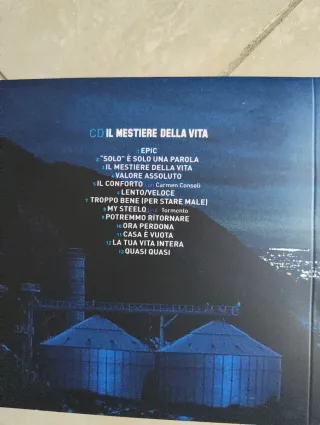 CD IL MESTIERE DELLA VITA
1 EPIC
2 "SOLO" È SOLO UNA PAROLA
3 IL MESTIERE DELLA VITA
4 VALORE ASSOLUTO
5 IL CONFORTO con Carmen Consoli
6 LENTO/VELOCE
7 TROPPO BENE (PER STARE MALE)
8 MY STEELO con Tormento
9 POTREMMO RITORNARE
10 ORA PERDONA
11 CASA È VUOTA
12 LA TUA VITA INTERA
13 QUASI QUASI